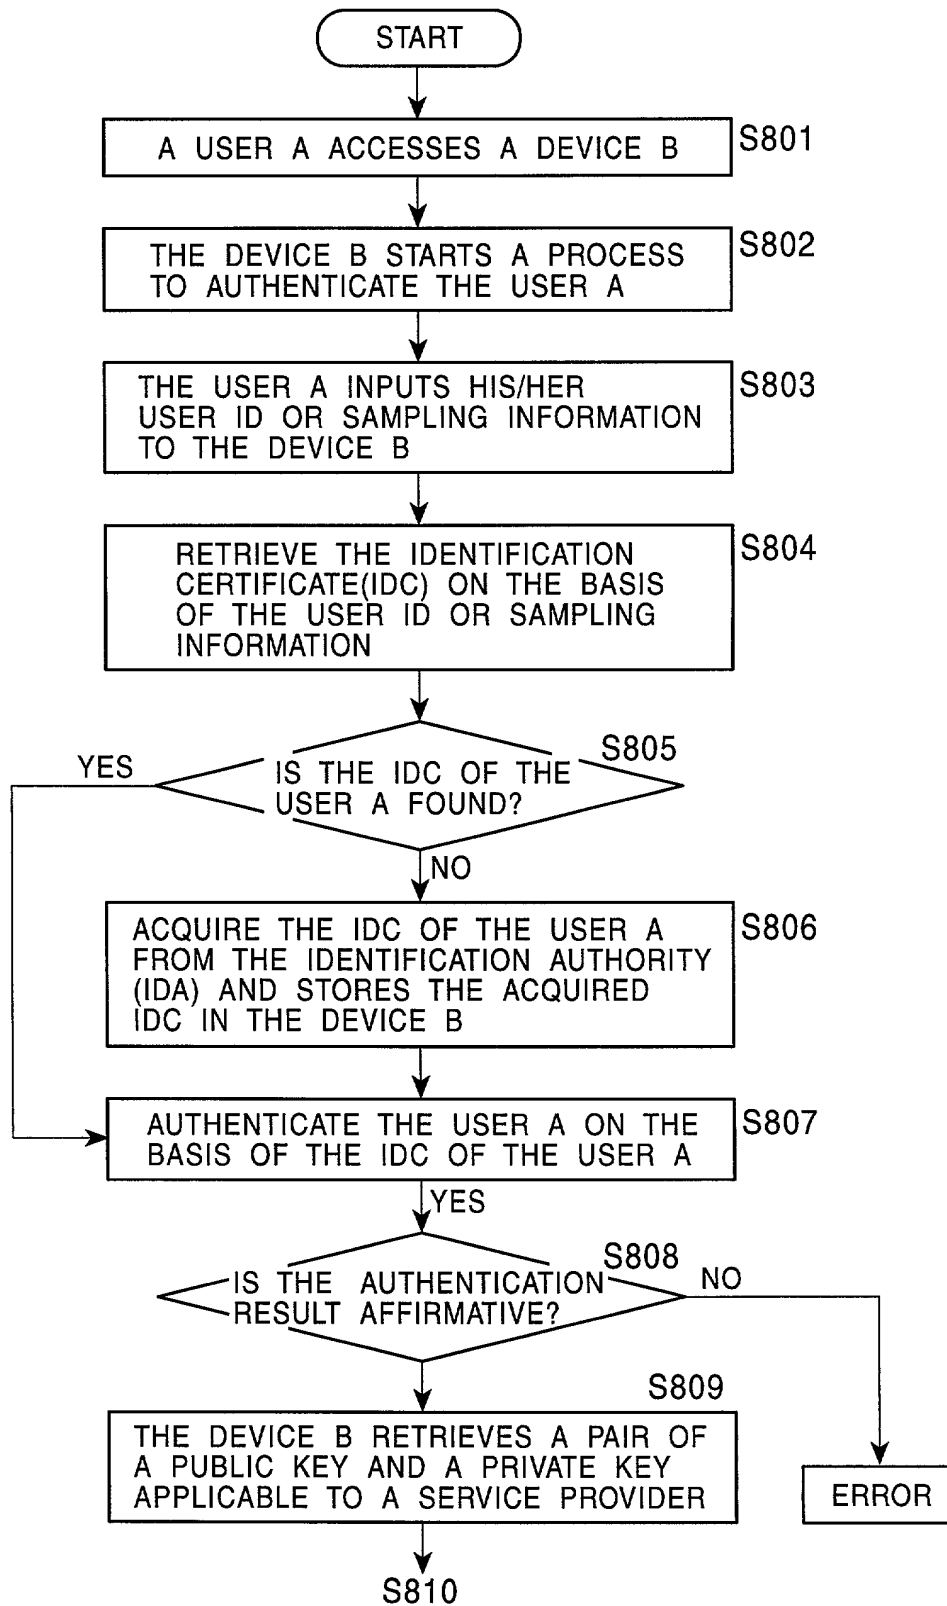 START
A USER A ACCESSES A DEVICE B
S801
THE DEVICE B STARTS A PROCESS
TO AUTHENTICATE THE USER A
S802
THE USER A INPUTS HIS/HER
USER ID OR SAMPLING INFORMATION
TO THE DEVICE B
S803
RETRIEVE THE IDENTIFICATION
CERTIFICATE(IDC) ON THE BASIS
OF THE USER ID OR SAMPLING
INFORMATION
S804
S805
YES
IS THE IDC OF THE
USER A FOUND?
NO
ACQUIRE THE IDC OF THE USER A
FROM THE IDENTIFICATION AUTHORITY
(IDA) AND STORES THE ACQUIRED
IDC IN THE DEVICE B
S806
AUTHENTICATE THE USER A ON THE
BASIS OF THE IDC OF THE USER A
S807
YES
S808
IS THE AUTHENTICATION
RESULT AFFIRMATIVE?
NO
S809
THE DEVICE B RETRIEVES A PAIR OF
A PUBLIC KEY AND A PRIVATE KEY
APPLICABLE TO A SERVICE PROVIDER
ERROR
S810